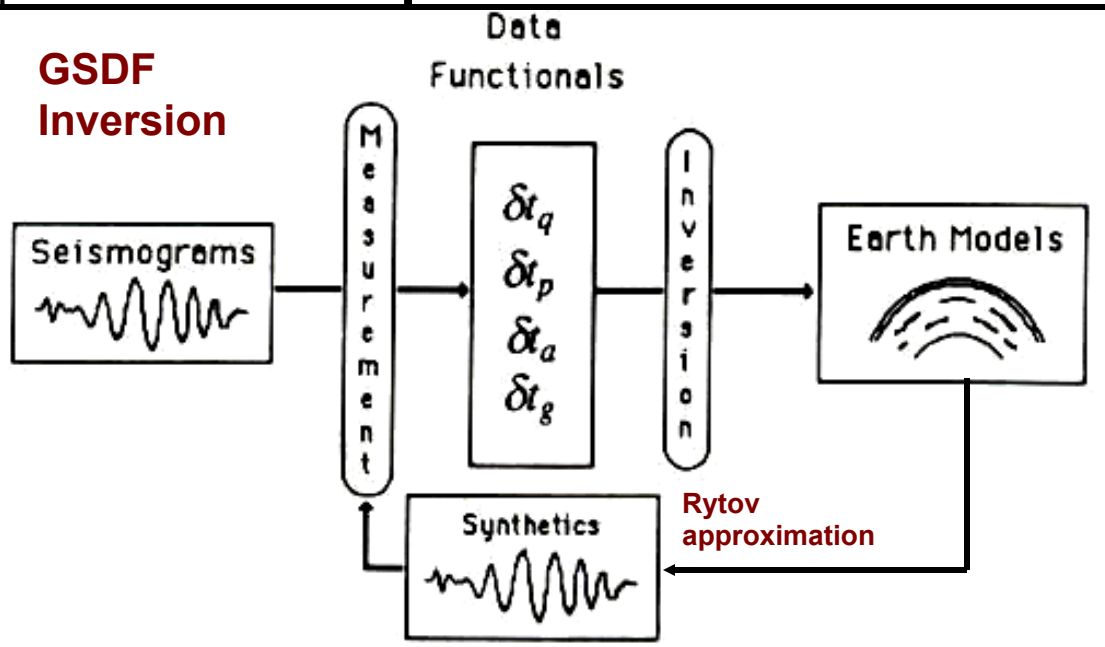 GSDF
Inversion
Data
Functionals
Seismograms
Measurement
δt_q
δt_p
δt_a
δt_g
Inversion
Earth Models
Rytov
approximation
Synthetics